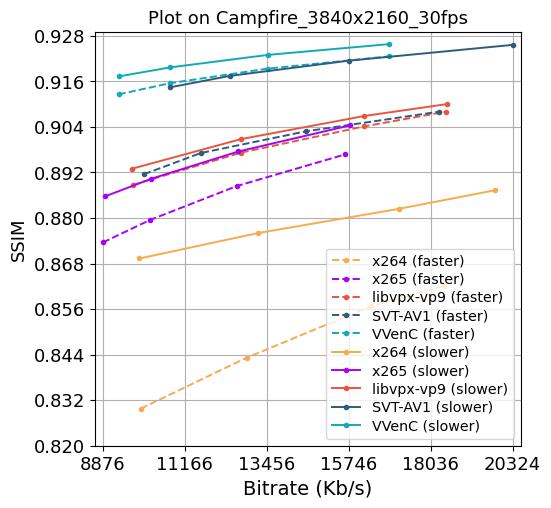 Plot on Campfire_3840x2160_30fps
0.928
0.916
0.904
0.892
0.880
0.868
0.856
0.844
0.832
0.820
SSIM
x264 (faster)
x265 (faster)
libvpx-vp9 (faster)
SVT-AV1 (faster)
VVenC (faster)
x264 (slower)
x265 (slower)
libvpx-vp9 (slower)
SVT-AV1 (slower)
VVenC (slower)
8876 11166 13456 15746 18036 20324
Bitrate (Kb/s)